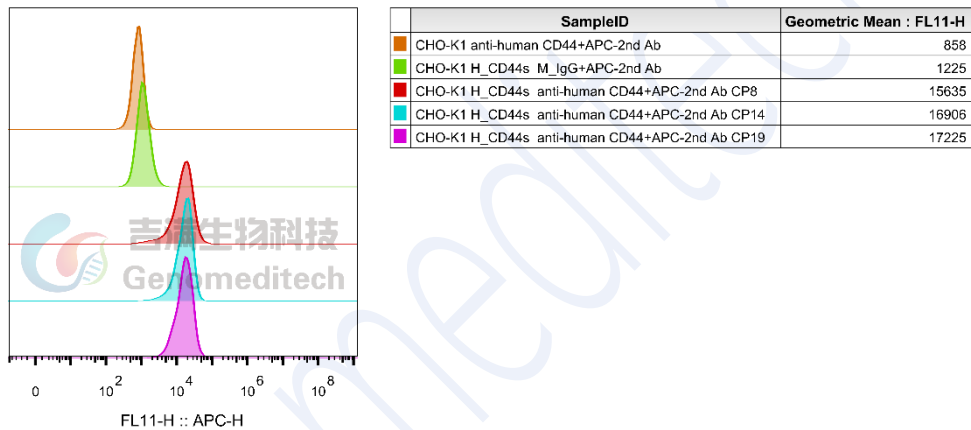 SampleID Geometric Mean : FL11-H
CHO-K1 anti-human CD44+APC-2nd Ab 858
CHO-K1 H_CD44s M_IgG+APC-2nd Ab 1225
CHO-K1 H_CD44s anti-human CD44+APC-2nd Ab CP8 15635
CHO-K1 H_CD44s anti-human CD44+APC-2nd Ab CP14 16906
CHO-K1 H_CD44s anti-human CD44+APC-2nd Ab CP19 17225
吉满生物科技
Genomeditech
meditec
0 10^2 10^4 10^6 10^8
FL11-H :: APC-H